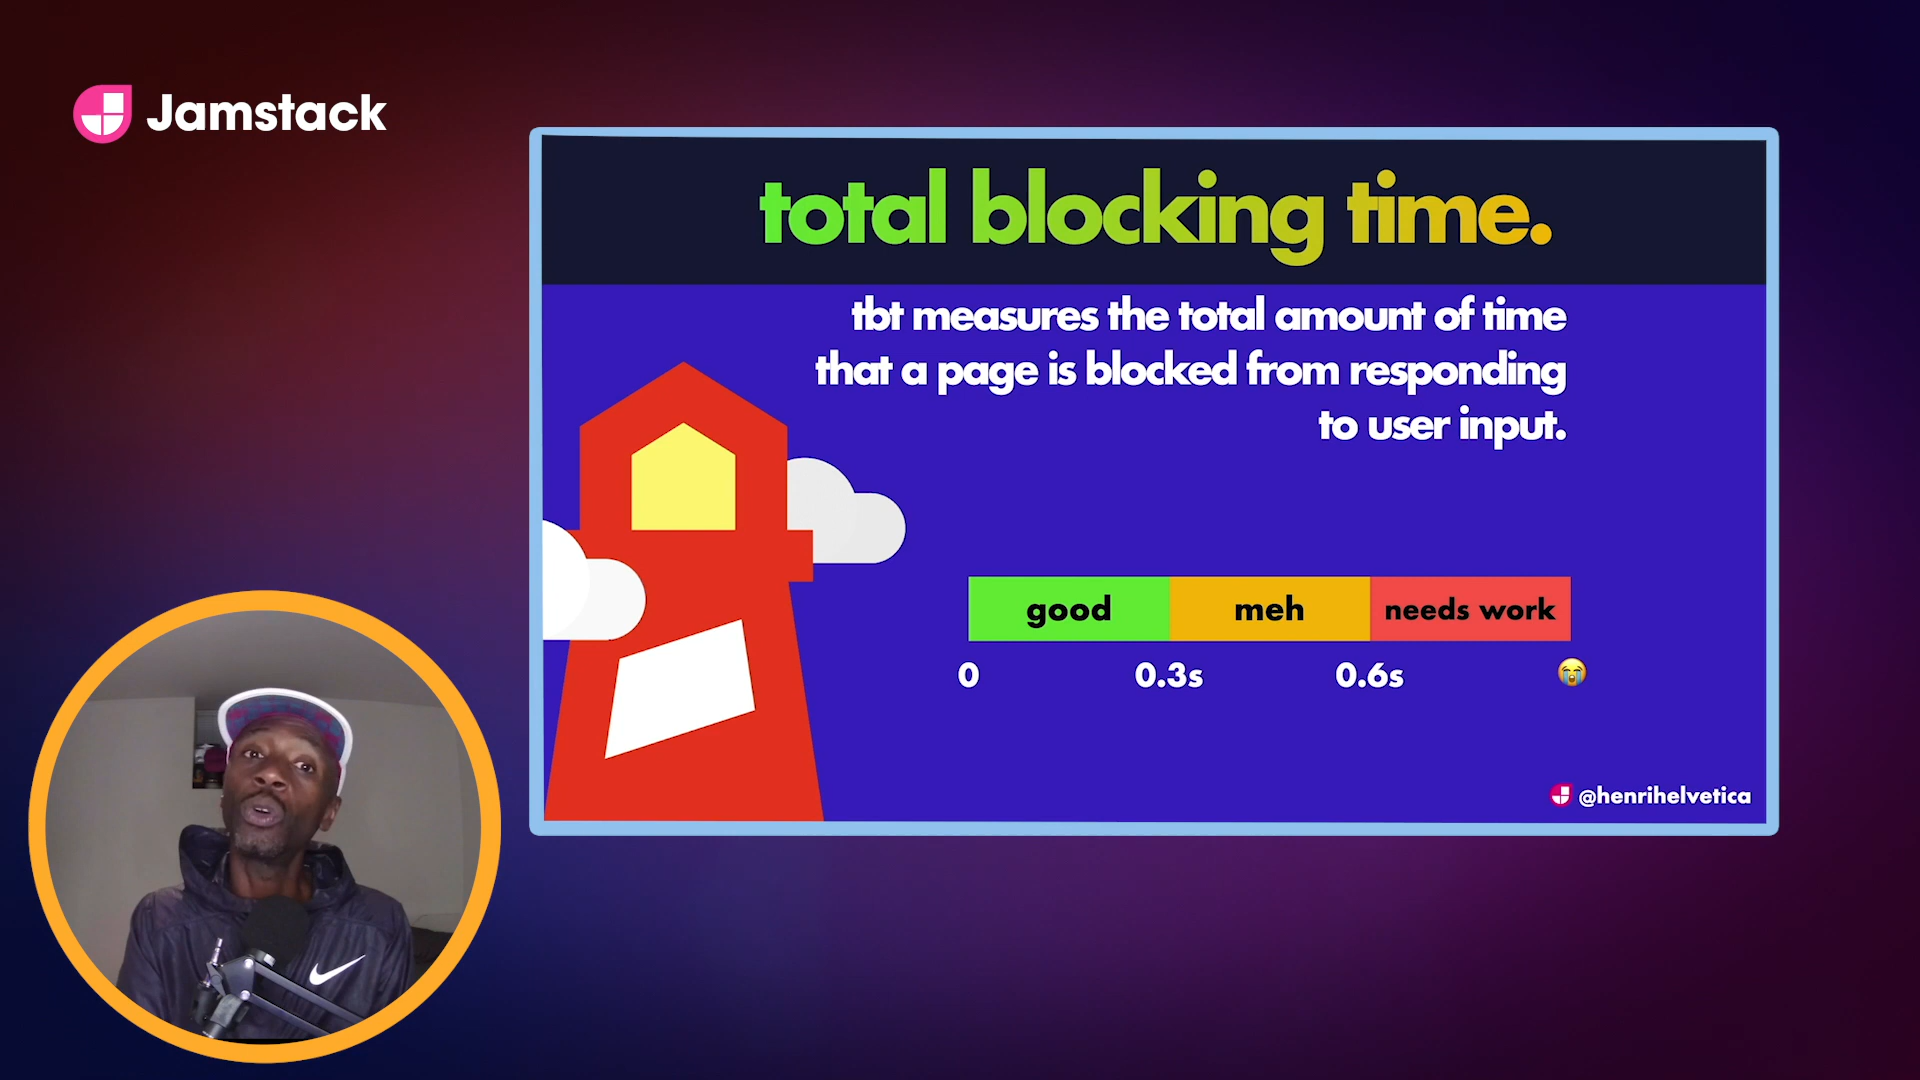 Jamstack
total blocking time.
tbt measures the total amount of time
that a page is blocked from responding
to user input.
good meh needs work
0 0.3s 0.6s 😭
@henrihelvetica